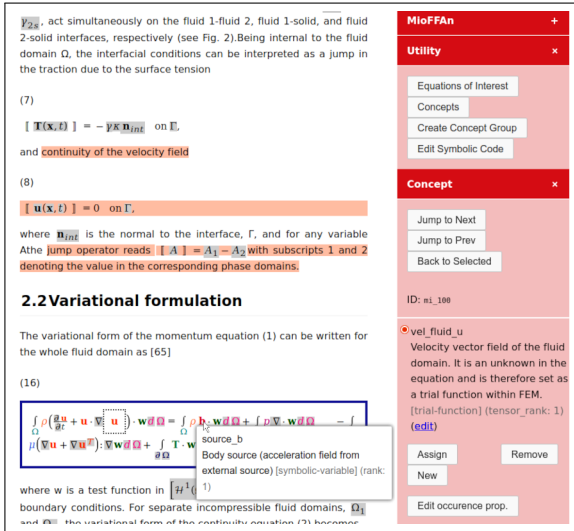 γ₂ₛ, act simultaneously on the fluid 1-fluid 2, fluid 1-solid, and fluid
2-solid interfaces, respectively (see Fig. 2).Being internal to the fluid
domain Ω, the interfacial conditions can be interpreted as a jump in
the traction due to the surface tension
(7)
⟦ T(x,t) ⟧ = − γκ n_int on Γ,
and continuity of the velocity field
(8)
⟦ u(x,t) ⟧ = 0 on Γ,
where n_int is the normal to the interface, Γ, and for any variable
Athe jump operator reads ⟦ A ⟧ = A₁ − A₂ with subscripts 1 and 2
denoting the value in the corresponding phase domains.
2.2Variational formulation
The variational form of the momentum equation (1) can be written for
the whole fluid domain as [65]
(16)
∫_Ω ρ(∂u/∂t + u · ∇ u) · w d Ω = ∫_Ω ρ b · w d Ω + ∫_Ω p ∇ · w d Ω − ∫_Ω
μ(∇u + ∇uᵀ): ∇w d Ω + ∫_∂Ω T · w
source_b
Body source (acceleration field from
external source) [symbolic-variable] (rank:
1)
where w is a test function in [ℋ¹(
boundary conditions. For separate incompressible fluid domains, Ω₁
and Ω₂, the variational form of the continuity equation (2) becomes
MioFFAn +
Utility ×
Equations of Interest
Concepts
Create Concept Group
Edit Symbolic Code
Concept ×
Jump to Next
Jump to Prev
Back to Selected
ID: mi_100
vel_fluid_u
Velocity vector field of the fluid
domain. It is an unknown in the
equation and is therefore set as
a trial function within FEM.
[trial-function] (tensor_rank: 1)
(edit)
Assign Remove
New
Edit occurence prop.